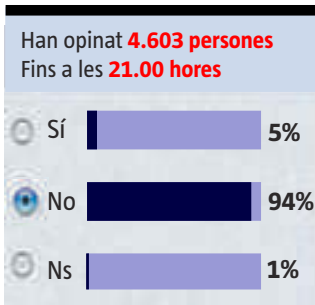 Han opinat 4.603 persones
Fins a les 21.00 hores
Sí 5%
No 94%
Ns 1%